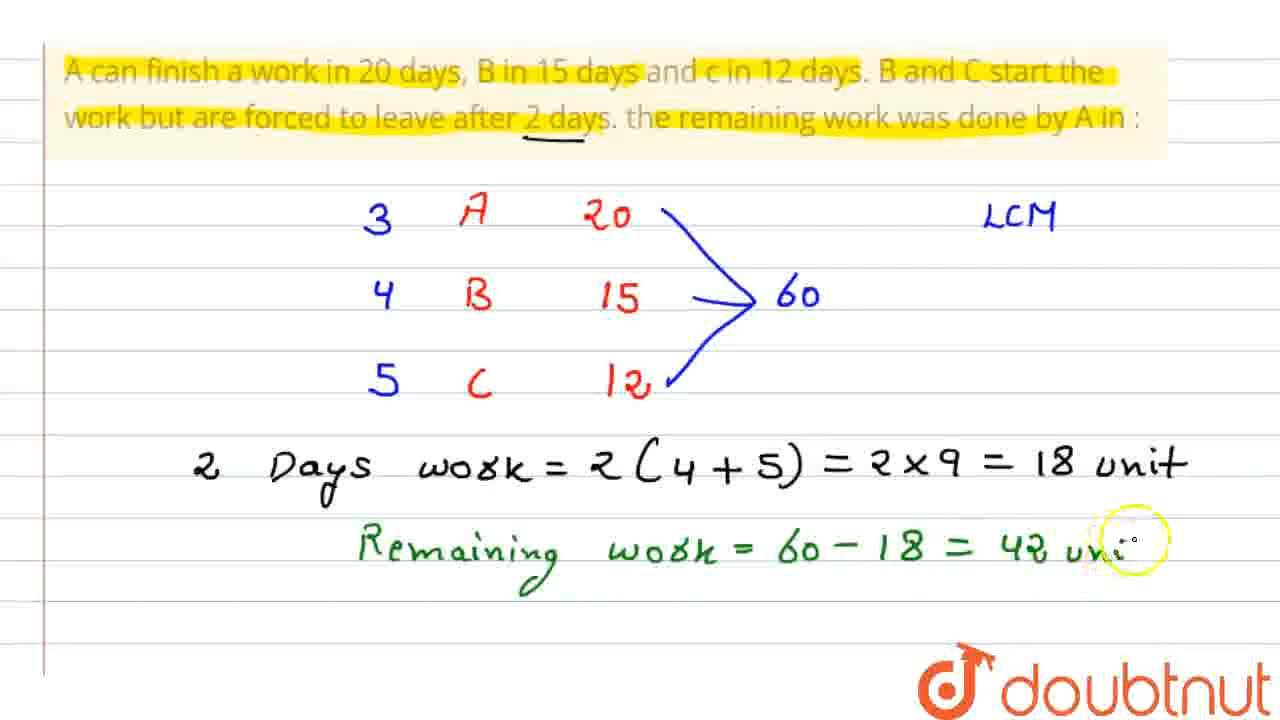 A can finish a work in 20 days, B in 15 days and c in 12 days. B and C start the
work but are forced to leave after 2 days. the remaining work was done by A in :
3 A 20 LCM
4 B 15 60
5 C 12
2 Days work = 2 (4 + 5) = 2 × 9 = 18 unit
Remaining work = 60 - 18 = 42 uni
doubtnut